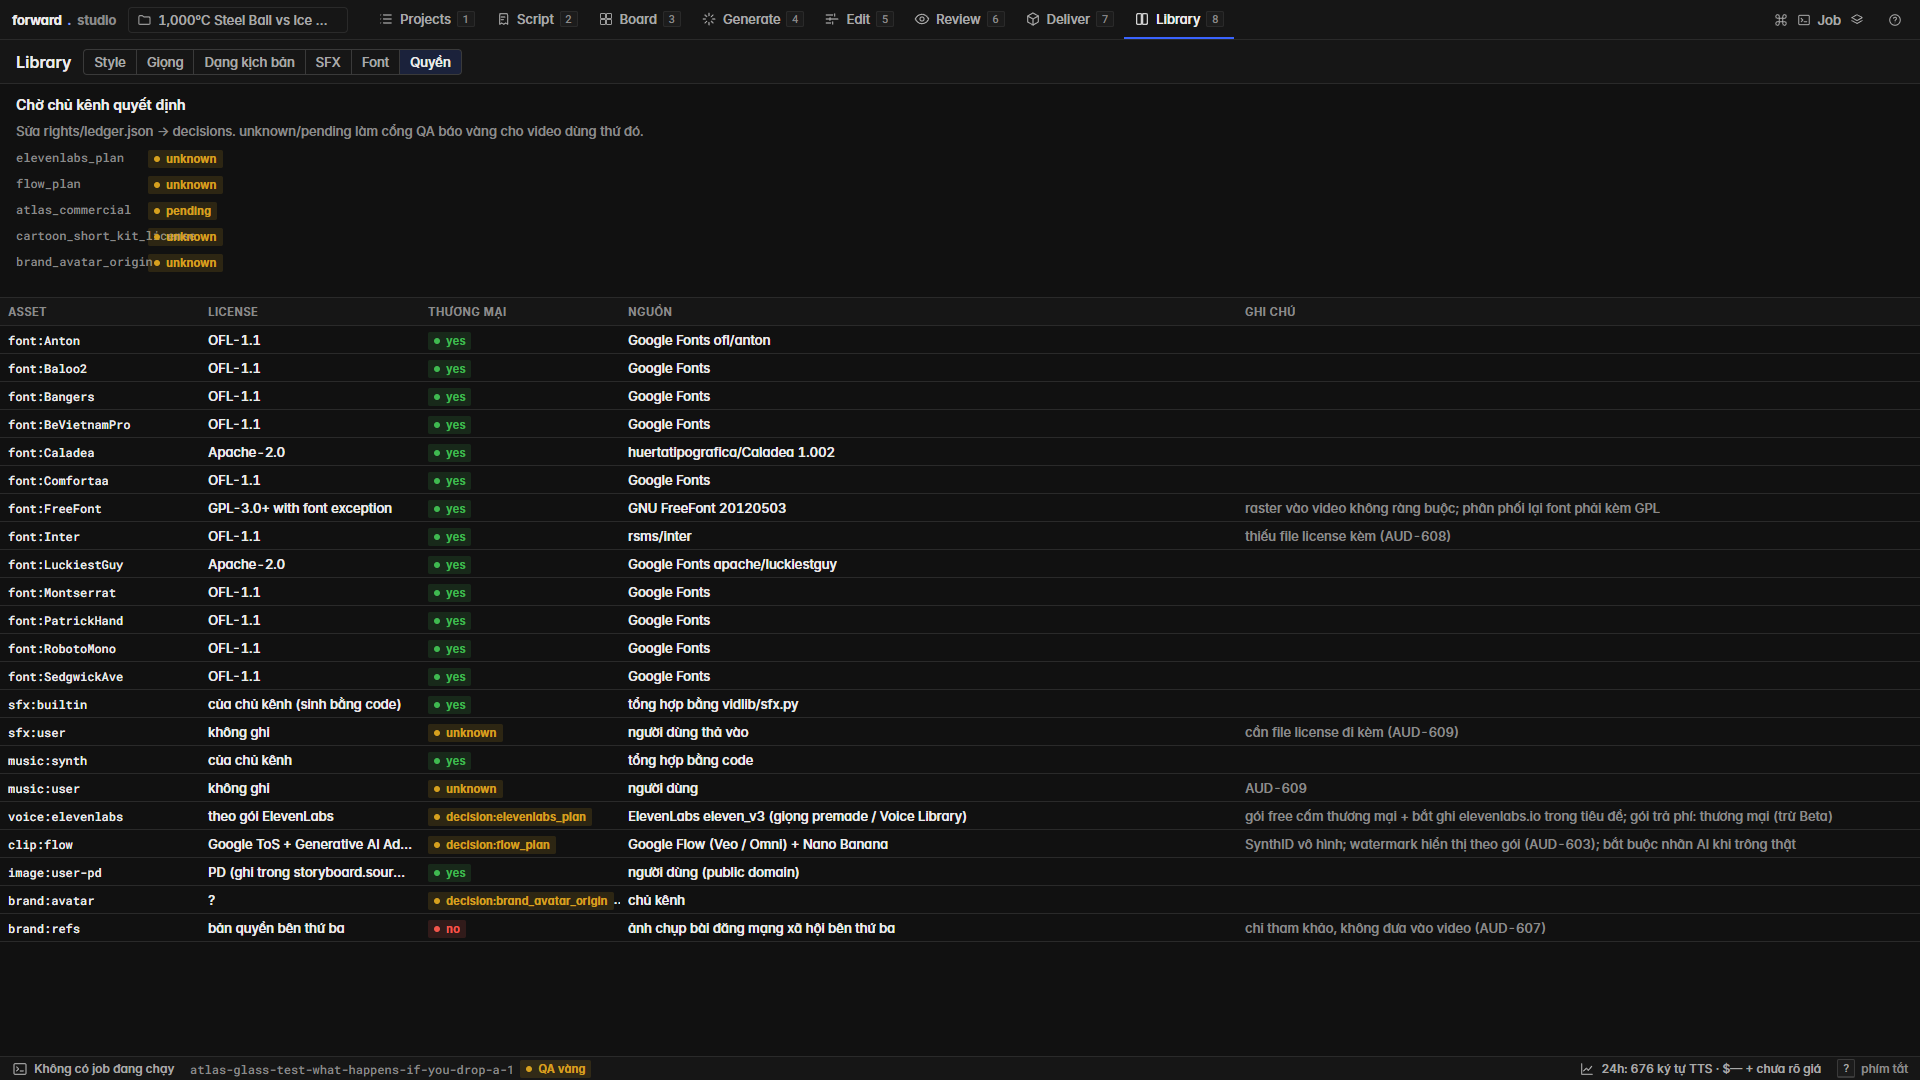 forward . studio 1,000°C Steel Ball vs Ice ... Projects 1 Script 2 Board 3 Generate 4 Edit 5 Review 6 Deliver 7 Library 8 Job
Library Style Giọng Dạng kịch bản SFX Font Quyền
Chờ chủ kênh quyết định
Sửa rights/ledger.json → decisions. unknown/pending làm cổng QA báo vàng cho video dùng thứ đó.
elevenlabs_plan unknown
flow_plan unknown
atlas_commercial pending
cartoon_short_kit_license unknown
brand_avatar_origin unknown
ASSET LICENSE THƯƠNG MẠI NGUỒN GHI CHÚ
font:Anton OFL-1.1 yes Google Fonts ofl/anton
font:Baloo2 OFL-1.1 yes Google Fonts
font:Bangers OFL-1.1 yes Google Fonts
font:BeVietnamPro OFL-1.1 yes Google Fonts
font:Caladea Apache-2.0 yes huertatipografica/Caladea 1.002
font:Comfortaa OFL-1.1 yes Google Fonts
font:FreeFont GPL-3.0+ with font exception yes GNU FreeFont 20120503 raster vào video không ràng buộc; phân phối lại font phải kèm GPL
font:Inter OFL-1.1 yes rsms/inter thiếu file license kèm (AUD-608)
font:LuckiestGuy Apache-2.0 yes Google Fonts apache/luckiestguy
font:Montserrat OFL-1.1 yes Google Fonts
font:PatrickHand OFL-1.1 yes Google Fonts
font:RobotoMono OFL-1.1 yes Google Fonts
font:SedgwickAve OFL-1.1 yes Google Fonts
sfx:builtin của chủ kênh (sinh bằng code) yes tổng hợp bằng vidlib/sfx.py
sfx:user không ghi unknown người dùng thả vào cần file license đi kèm (AUD-609)
music:synth của chủ kênh yes tổng hợp bằng code
music:user không ghi unknown người dùng AUD-609
voice:elevenlabs theo gói ElevenLabs decision:elevenlabs_plan ElevenLabs eleven_v3 (giọng premade / Voice Library) gói free cấm thương mại + bắt ghi elevenlabs.io trong tiêu đề; gói trả phí: thương mại (trừ Beta)
clip:flow Google ToS + Generative AI Ad... decision:flow_plan Google Flow (Veo / Omni) + Nano Banana SynthID vô hình; watermark hiển thị theo gói (AUD-603); bắt buộc nhãn AI khi trông thật
image:user-pd PD (ghi trong storyboard.sour... yes người dùng (public domain)
brand:avatar ? decision:brand_avatar_origin .. chủ kênh
brand:refs bản quyền bên thứ ba no ảnh chụp bài đăng mạng xã hội bên thứ ba chỉ tham khảo, không đưa vào video (AUD-607)
Không có job đang chạy atlas-glass-test-what-happens-if-you-drop-a-1 QA vàng 24h: 676 ký tự TTS · $— + chưa rõ giá ? phím tắt